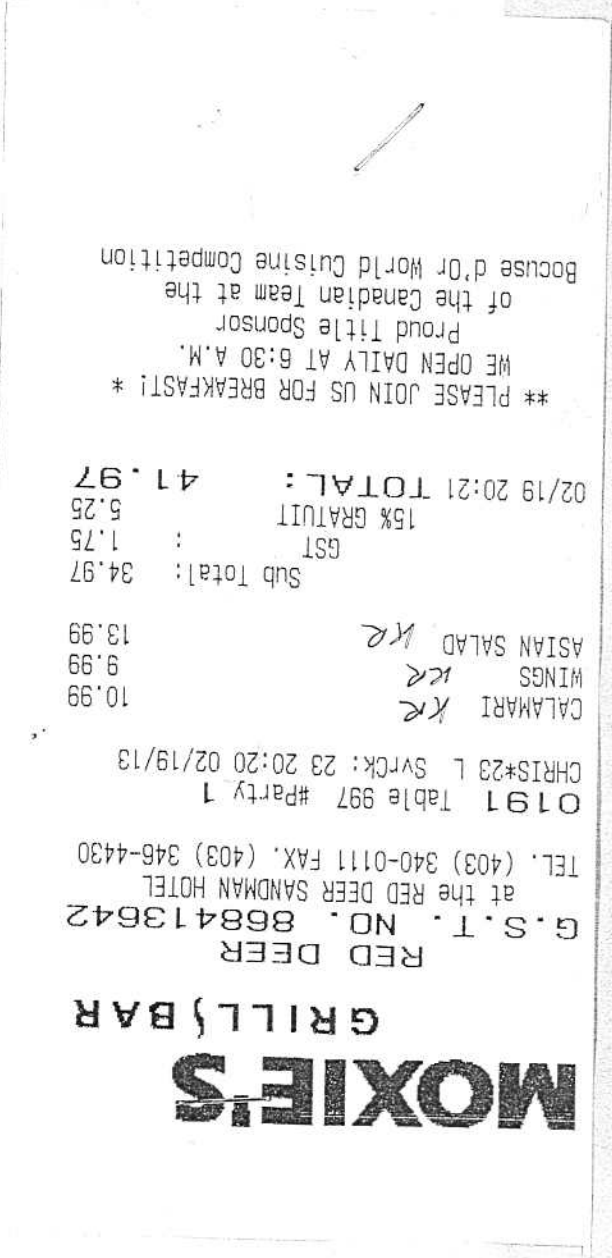 MOXIE'S
GRILL BAR
RED DEER
G.S.T. NO. 868413642
at the RED DEER SANDMAN HOTEL
TEL. (403) 340-0111 FAX. (403) 346-4430
0191 Table 997 #Party 1
CHRIS*23 L SvrCk: 23 20:20 02/19/13
CALAMARI KR 10.99
WINGS KR 9.99
ASIAN SALAD KR 13.99
Sub Total: 34.97
GST : 1.75
15% GRATUIT 5.25
02/19 20:21 TOTAL: 41.97
** PLEASE JOIN US FOR BREAKFAST! *
WE OPEN DAILY AT 6:30 A.M.
Proud Title Sponsor
of the Canadian Team at the
Bocuse d'Or World Cuisine Competition